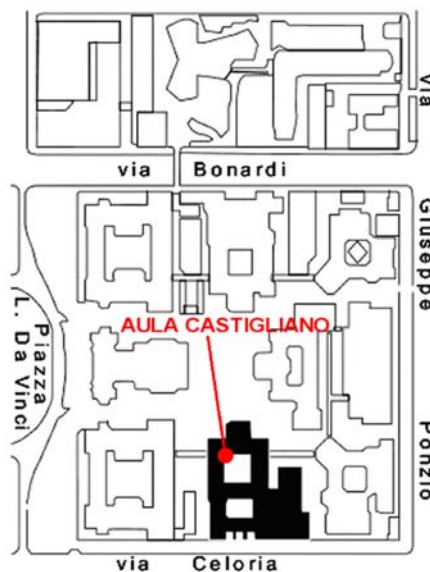 via
via Bonardi
Giuseppe
AULA CASTIGLIANO
Piazza
L. Da Vinci
Ponzio
via Celoria